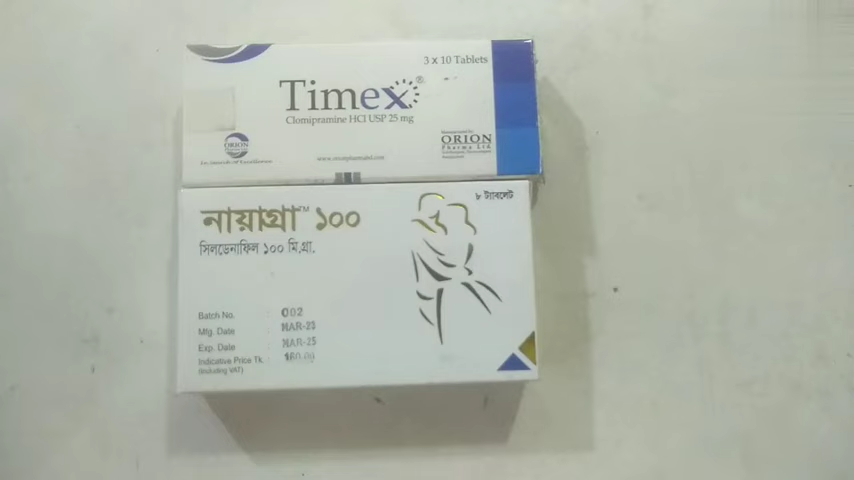 3 x 10 Tablets
Timex®
Clomipramine HCl USP 25 mg
ORION
www.orionpharmabd.com
ORION
Pharma Ltd.
৮ ট্যাবলেট
নায়াগ্রা™ ১০০
সিলডেনাফিল ১০০ মি.গ্রা.
Batch No. : 002
Mfg. Date : MAR-23
Exp. Date : MAR-25
Indicative Price Tk. : 160.00
(Including VAT)